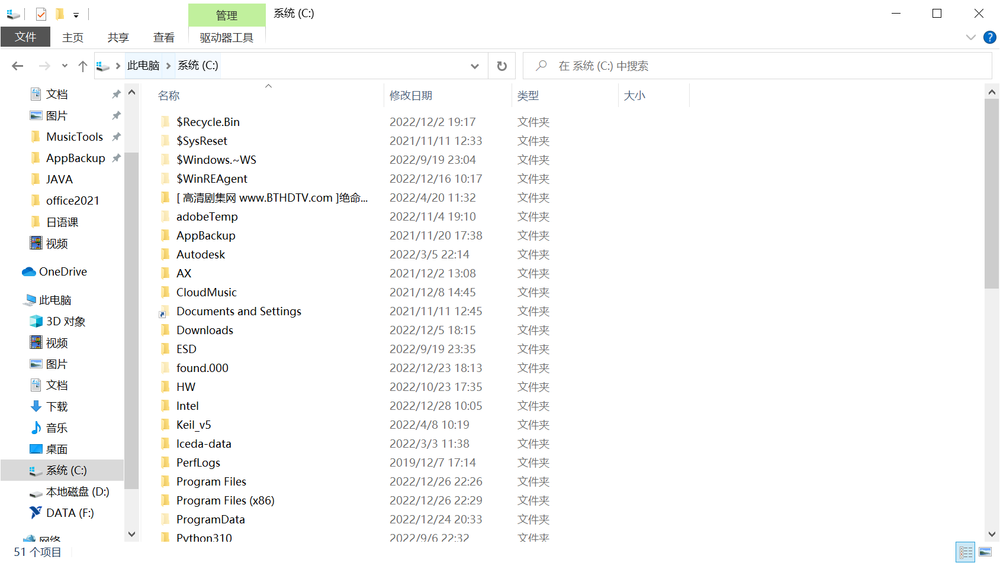 管理
系统 (C:)
文件
主页
共享
查看
驱动器工具
此电脑
系统 (C:)
在 系统 (C:) 中搜索
文档
图片
MusicTools
AppBackup
JAVA
office2021
日语课
视频
OneDrive
此电脑
3D 对象
视频
图片
文档
下载
音乐
桌面
系统 (C:)
本地磁盘 (D:)
DATA (F:)
网络
名称 修改日期 类型 大小
$Recycle.Bin 2022/12/2 19:17 文件夹
$SysReset 2021/11/11 12:33 文件夹
$Windows.~WS 2022/9/19 23:04 文件夹
$WinREAgent 2022/12/16 10:17 文件夹
[ 高清剧集网 www.BTHDTV.com ]绝命... 2022/4/20 11:32 文件夹
adobeTemp 2022/11/4 19:10 文件夹
AppBackup 2021/11/20 17:38 文件夹
Autodesk 2022/3/5 22:14 文件夹
AX 2021/12/2 13:08 文件夹
CloudMusic 2021/12/8 14:45 文件夹
Documents and Settings 2021/11/11 12:45 文件夹
Downloads 2022/12/5 18:15 文件夹
ESD 2022/9/19 23:35 文件夹
found.000 2022/12/23 18:13 文件夹
HW 2022/10/23 17:35 文件夹
Intel 2022/12/28 10:05 文件夹
Keil_v5 2022/4/8 10:19 文件夹
lceda-data 2022/3/3 11:38 文件夹
PerfLogs 2019/12/7 17:14 文件夹
Program Files 2022/12/26 22:26 文件夹
Program Files (x86) 2022/12/26 22:29 文件夹
ProgramData 2022/12/24 20:33 文件夹
Python310 2022/9/6 22:32 文件夹
51 个项目